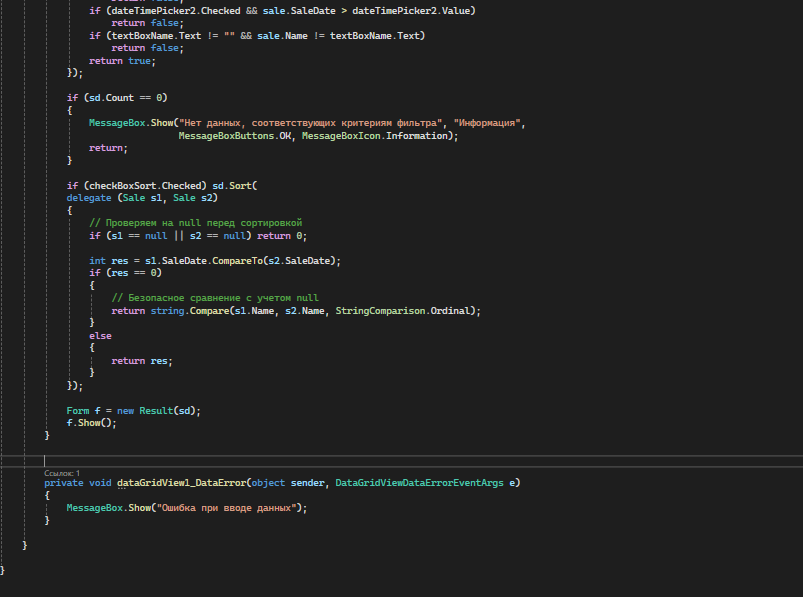 if (dateTimePicker2.Checked && sale.SaleDate > dateTimePicker2.Value)
return false;
if (textBoxName.Text != "" && sale.Name != textBoxName.Text)
return false;
return true;
});
if (sd.Count == 0)
{
MessageBox.Show("Нет данных, соответствующих критериям фильтра", "Информация",
MessageBoxButtons.OK, MessageBoxIcon.Information);
return;
}
if (checkBoxSort.Checked) sd.Sort(
delegate (Sale s1, Sale s2)
{
// Проверяем на null перед сортировкой
if (s1 == null || s2 == null) return 0;
int res = s1.SaleDate.CompareTo(s2.SaleDate);
if (res == 0)
{
// Безопасное сравнение с учетом null
return string.Compare(s1.Name, s2.Name, StringComparison.Ordinal);
}
else
{
return res;
}
});
Form f = new Result(sd);
f.Show();
}
Ссылок: 1
private void dataGridView1_DataError(object sender, DataGridViewDataErrorEventArgs e)
{
MessageBox.Show("Ошибка при вводе данных");
}
}
}